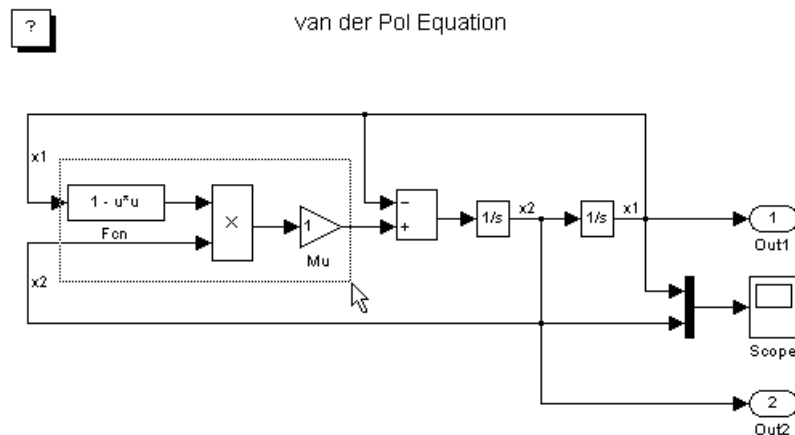 ?
van der Pol Equation
x1
1 - u*u
Fcn
×
1
Mu
−
+
1/s
x2
1/s
x1
1
Out1
x2
Scope
2
Out2